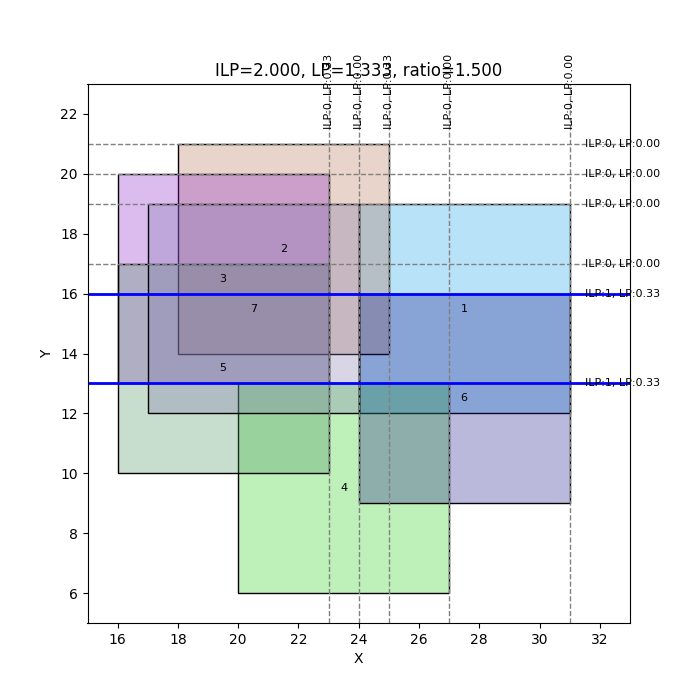 ILP=2.000, LP=1.333, ratio=1.500
ILP:0, LP:0.33
ILP:0, LP:0.00
ILP:0, LP:0.33
ILP:0, LP:0.00
ILP:0, LP:0.00
ILP:0, LP:0.00
ILP:0, LP:0.00
ILP:0, LP:0.00
ILP:0, LP:0.00
ILP:1, LP:0.33
ILP:1, LP:0.33
2
3
7
1
5
6
4
22
20
18
16
14
12
10
8
6
Y
16 18 20 22 24 26 28 30 32
X